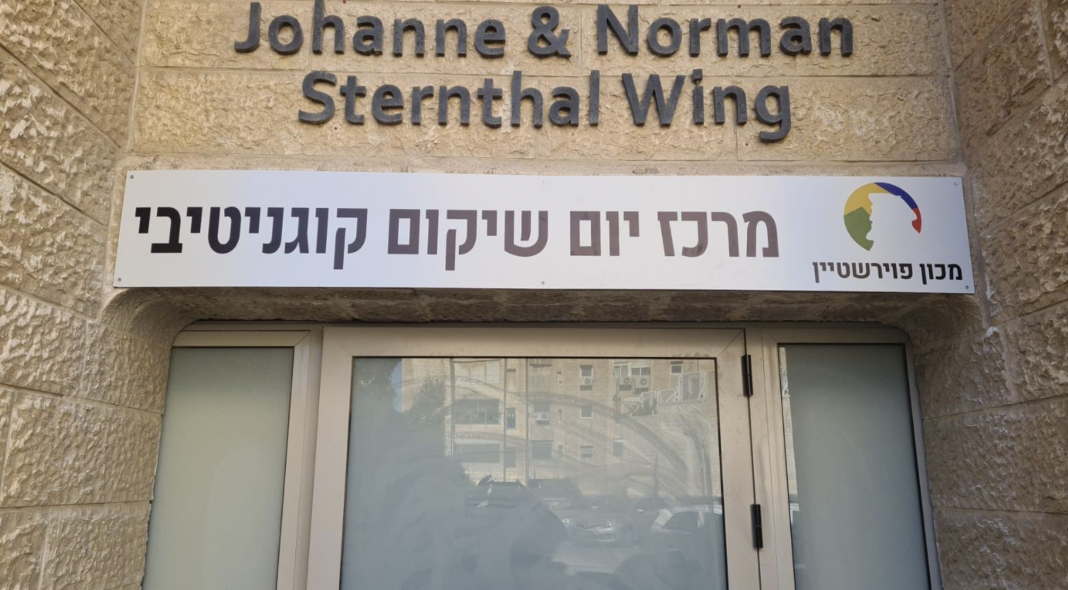 Johanne & Norman
Sternthal Wing
מרכז יום שיקום קוגניטיבי
מכון פוירשטיין